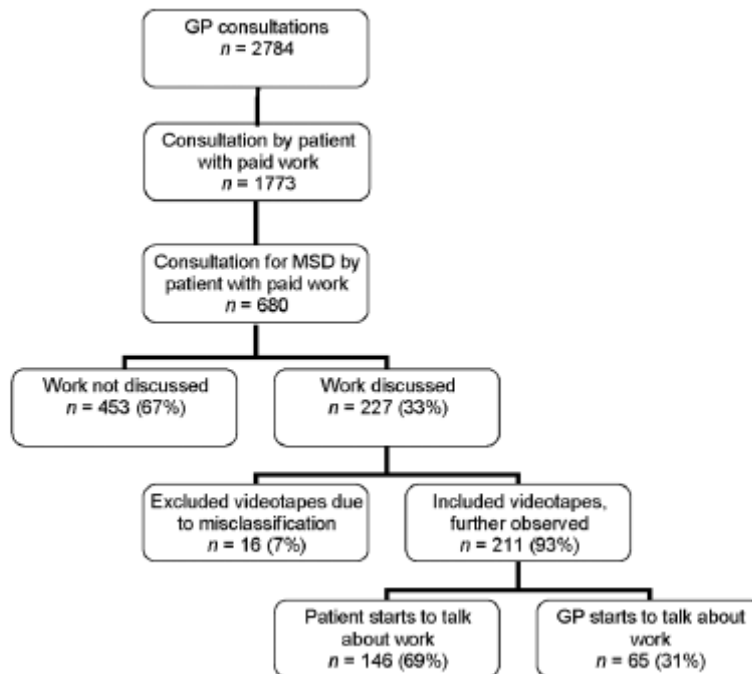 GP consultations
n = 2784
Consultation by patient
with paid work
n = 1773
Consultation for MSD by
patient with paid work
n = 680
Work not discussed
n = 453 (67%)
Work discussed
n = 227 (33%)
Excluded videotapes due
to misclassification
n = 16 (7%)
Included videotapes,
further observed
n = 211 (93%)
Patient starts to talk
about work
n = 146 (69%)
GP starts to talk about
work
n = 65 (31%)